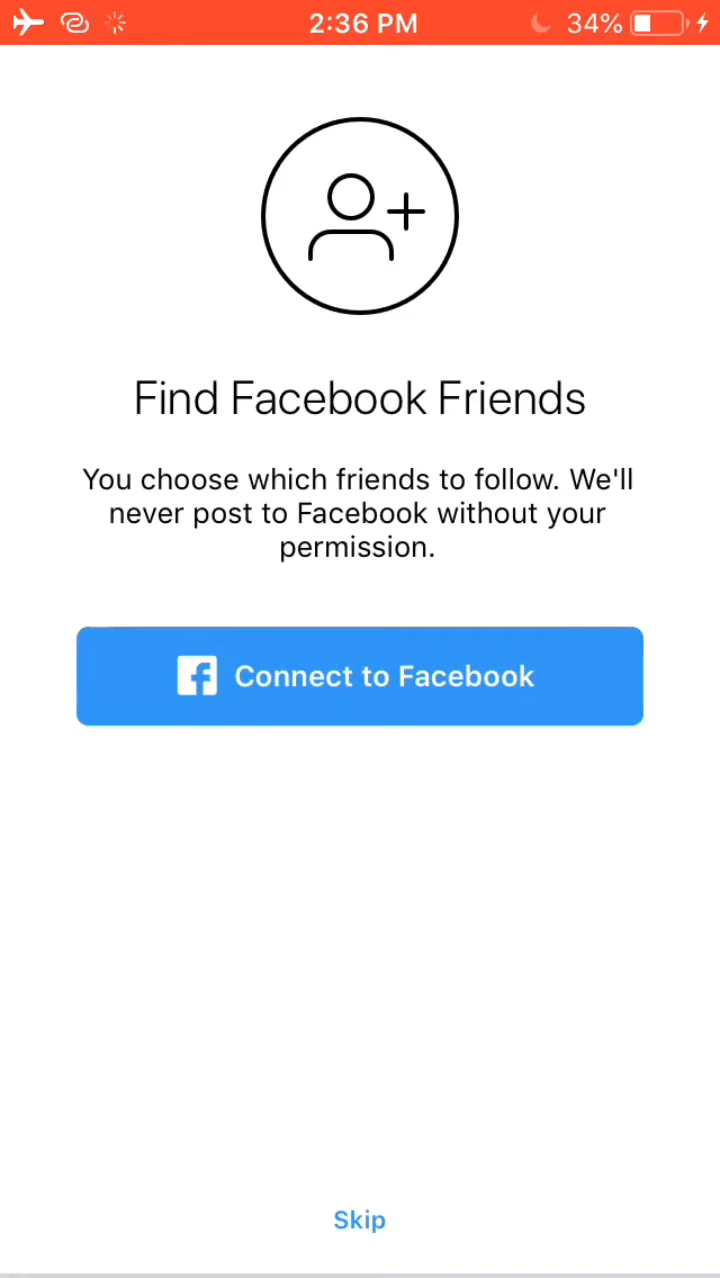 2:36 PM
34%
Find Facebook Friends
You choose which friends to follow. We'll
never post to Facebook without your
permission.
Connect to Facebook
Skip